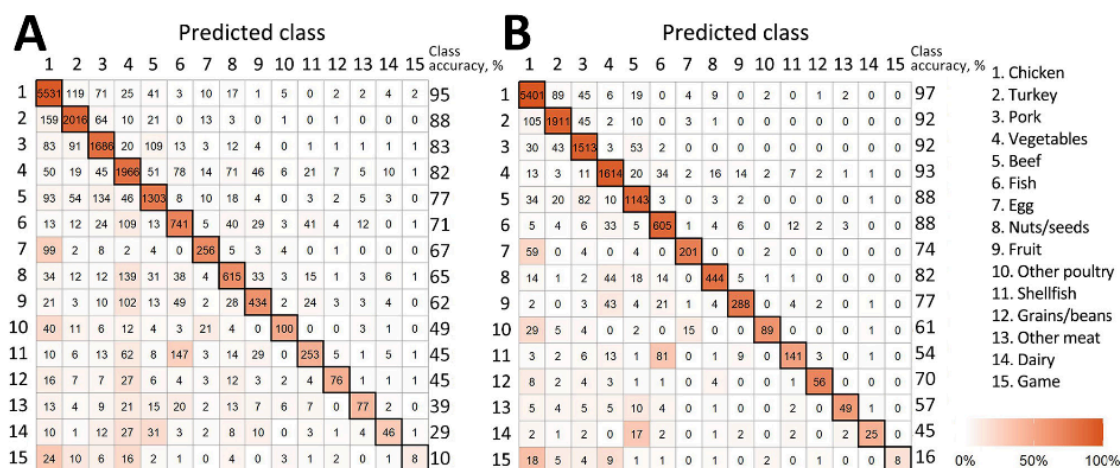 A
Predicted class
1 2 3 4 5 6 7 8 9 10 11 12 13 14 15 Class accuracy, %
1 5531 119 71 25 41 3 10 17 1 5 0 2 2 4 2 95
2 159 2016 64 10 21 0 13 3 0 1 0 1 0 0 0 88
3 83 91 1686 20 109 13 3 12 4 0 1 1 1 1 1 83
4 50 19 45 1966 51 78 14 71 46 6 21 7 5 10 1 82
5 93 54 134 46 1303 8 10 18 4 0 3 2 5 3 0 77
6 13 12 24 109 13 741 5 40 29 3 41 4 12 0 1 71
7 99 2 8 2 4 0 256 5 3 4 0 1 0 0 0 67
8 34 12 12 139 31 38 4 615 33 3 15 1 3 6 1 65
9 21 3 10 102 13 49 2 28 434 2 24 3 3 4 0 62
10 40 11 6 12 4 3 21 4 0 100 0 0 3 1 0 49
11 10 6 13 62 8 147 3 14 29 0 253 5 1 5 1 45
12 16 7 7 27 6 4 3 12 3 2 4 76 1 1 1 45
13 3 4 9 21 15 20 2 13 7 6 7 0 77 2 0 39
14 10 1 12 27 31 3 2 8 10 0 3 1 4 46 1 29
15 24 10 6 16 2 1 0 4 0 3 1 0 4 1 8 10
B
Predicted class
1 2 3 4 5 6 7 8 9 10 11 12 13 14 15 Class accuracy, %
1 5401 89 45 6 19 0 4 9 0 2 0 1 2 0 0 97
2 105 1911 45 2 10 0 3 1 0 0 0 0 0 0 0 92
3 30 43 1513 3 53 2 0 0 0 0 0 0 0 0 0 92
4 13 3 11 1614 20 34 2 16 14 2 7 2 0 1 0 93
5 34 20 82 10 1143 3 0 3 2 0 0 0 0 0 0 88
6 5 4 6 33 5 605 1 4 6 0 12 2 3 0 0 88
7 59 0 4 0 0 0 201 4 0 2 0 0 0 0 0 74
8 14 1 2 44 18 14 0 444 5 1 1 0 0 0 0 82
9 2 0 3 43 4 21 1 4 288 0 4 2 0 1 0 77
10 29 5 0 4 0 0 15 0 0 89 0 0 1 0 0 61
11 3 2 6 13 1 81 0 1 9 0 141 3 0 1 0 54
12 8 2 4 3 1 1 0 4 0 0 1 56 0 0 0 70
13 5 4 5 5 10 4 0 0 1 0 2 0 49 1 0 57
14 2 1 2 0 17 2 0 1 2 0 2 0 2 25 0 45
15 18 5 4 9 1 1 0 1 0 2 1 0 0 0 8 16
1. Chicken
2. Turkey
3. Pork
4. Vegetables
5. Beef
6. Fish
7. Egg
8. Nuts/seeds
9. Fruit
10. Other poultry
11. Shellfish
12. Grains/beans
13. Other meat
14. Dairy
15. Game
0% 50% 100%